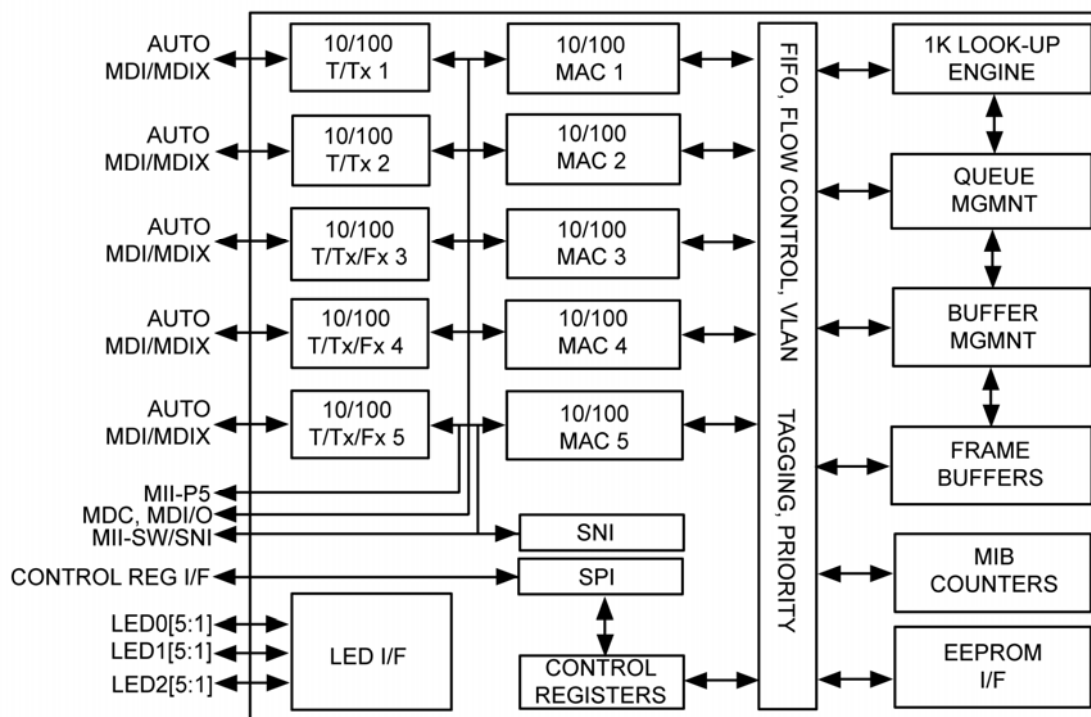 AUTO
MDI/MDIX
10/100
T/Tx 1
10/100
MAC 1
AUTO
MDI/MDIX
10/100
T/Tx 2
10/100
MAC 2
AUTO
MDI/MDIX
10/100
T/Tx/Fx 3
10/100
MAC 3
AUTO
MDI/MDIX
10/100
T/Tx/Fx 4
10/100
MAC 4
AUTO
MDI/MDIX
10/100
T/Tx/Fx 5
10/100
MAC 5
MII-P5
MDC, MDI/O
MII-SW/SNI
SNI
CONTROL REG I/F
SPI
LED0[5:1]
LED1[5:1]
LED2[5:1]
LED I/F
CONTROL
REGISTERS
FIFO, FLOW CONTROL, VLAN TAGGING, PRIORITY
1K LOOK-UP
ENGINE
QUEUE
MGMNT
BUFFER
MGMNT
FRAME
BUFFERS
MIB
COUNTERS
EEPROM
I/F